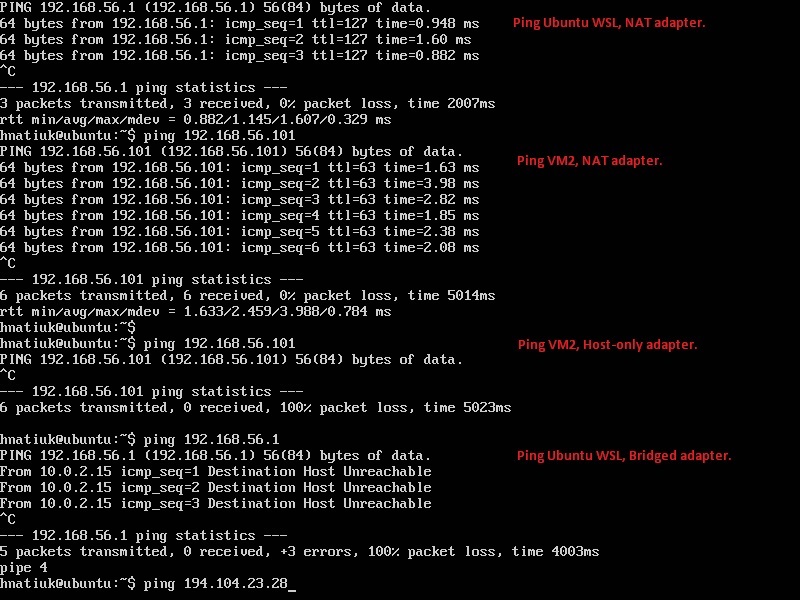 PING 192.168.56.1 (192.168.56.1) 56(84) bytes of data.
64 bytes from 192.168.56.1: icmp_seq=1 ttl=127 time=0.948 ms
Ping Ubuntu WSL, NAT adapter.
64 bytes from 192.168.56.1: icmp_seq=2 ttl=127 time=1.60 ms
64 bytes from 192.168.56.1: icmp_seq=3 ttl=127 time=0.882 ms
^C
--- 192.168.56.1 ping statistics ---
3 packets transmitted, 3 received, 0% packet loss, time 2007ms
rtt min/avg/max/mdev = 0.882/1.145/1.607/0.329 ms
hnatiuk@ubuntu:~$ ping 192.168.56.101
PING 192.168.56.101 (192.168.56.101) 56(84) bytes of data.
Ping VM2, NAT adapter.
64 bytes from 192.168.56.101: icmp_seq=1 ttl=63 time=1.63 ms
64 bytes from 192.168.56.101: icmp_seq=2 ttl=63 time=3.98 ms
64 bytes from 192.168.56.101: icmp_seq=3 ttl=63 time=2.82 ms
64 bytes from 192.168.56.101: icmp_seq=4 ttl=63 time=1.85 ms
64 bytes from 192.168.56.101: icmp_seq=5 ttl=63 time=2.38 ms
64 bytes from 192.168.56.101: icmp_seq=6 ttl=63 time=2.08 ms
^C
--- 192.168.56.101 ping statistics ---
6 packets transmitted, 6 received, 0% packet loss, time 5014ms
rtt min/avg/max/mdev = 1.633/2.459/3.988/0.784 ms
hnatiuk@ubuntu:~$
hnatiuk@ubuntu:~$ ping 192.168.56.101
Ping VM2, Host-only adapter.
PING 192.168.56.101 (192.168.56.101) 56(84) bytes of data.
^C
--- 192.168.56.101 ping statistics ---
6 packets transmitted, 0 received, 100% packet loss, time 5023ms
hnatiuk@ubuntu:~$ ping 192.168.56.1
PING 192.168.56.1 (192.168.56.1) 56(84) bytes of data.
Ping Ubuntu WSL, Bridged adapter.
From 10.0.2.15 icmp_seq=1 Destination Host Unreachable
From 10.0.2.15 icmp_seq=2 Destination Host Unreachable
From 10.0.2.15 icmp_seq=3 Destination Host Unreachable
^C
--- 192.168.56.1 ping statistics ---
5 packets transmitted, 0 received, +3 errors, 100% packet loss, time 4003ms
pipe 4
hnatiuk@ubuntu:~$ ping 194.104.23.28_